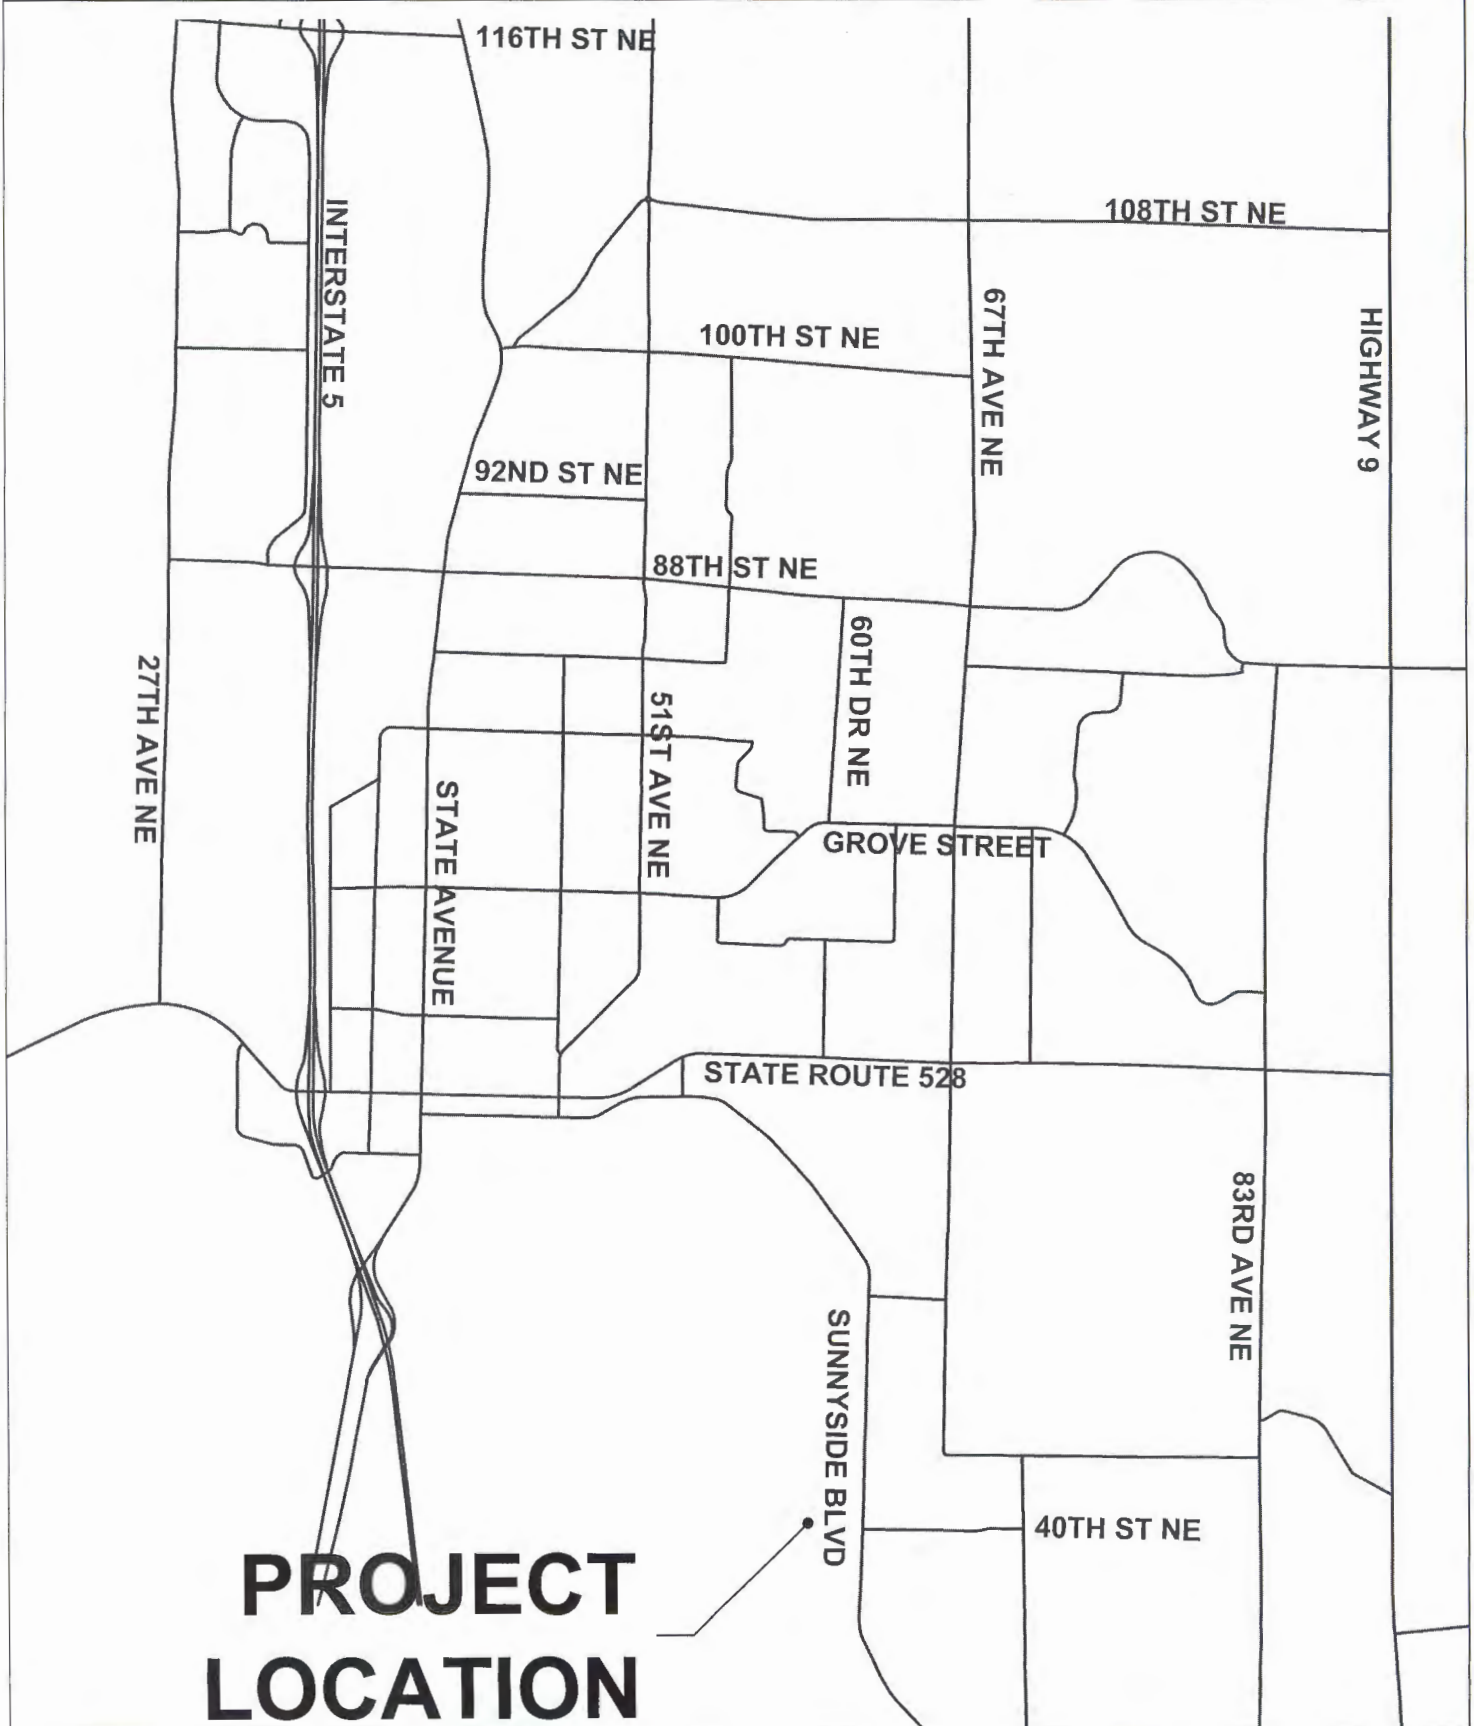 116TH ST NE
108TH ST NE
INTERSTATE 5
67TH AVE NE
HIGHWAY 9
100TH ST NE
92ND ST NE
88TH ST NE
60TH DR NE
27TH AVE NE
51ST AVE NE
STATE AVENUE
GROVE STREET
STATE ROUTE 528
83RD AVE NE
SUNNYSIDE BLVD
40TH ST NE
PROJECT
LOCATION